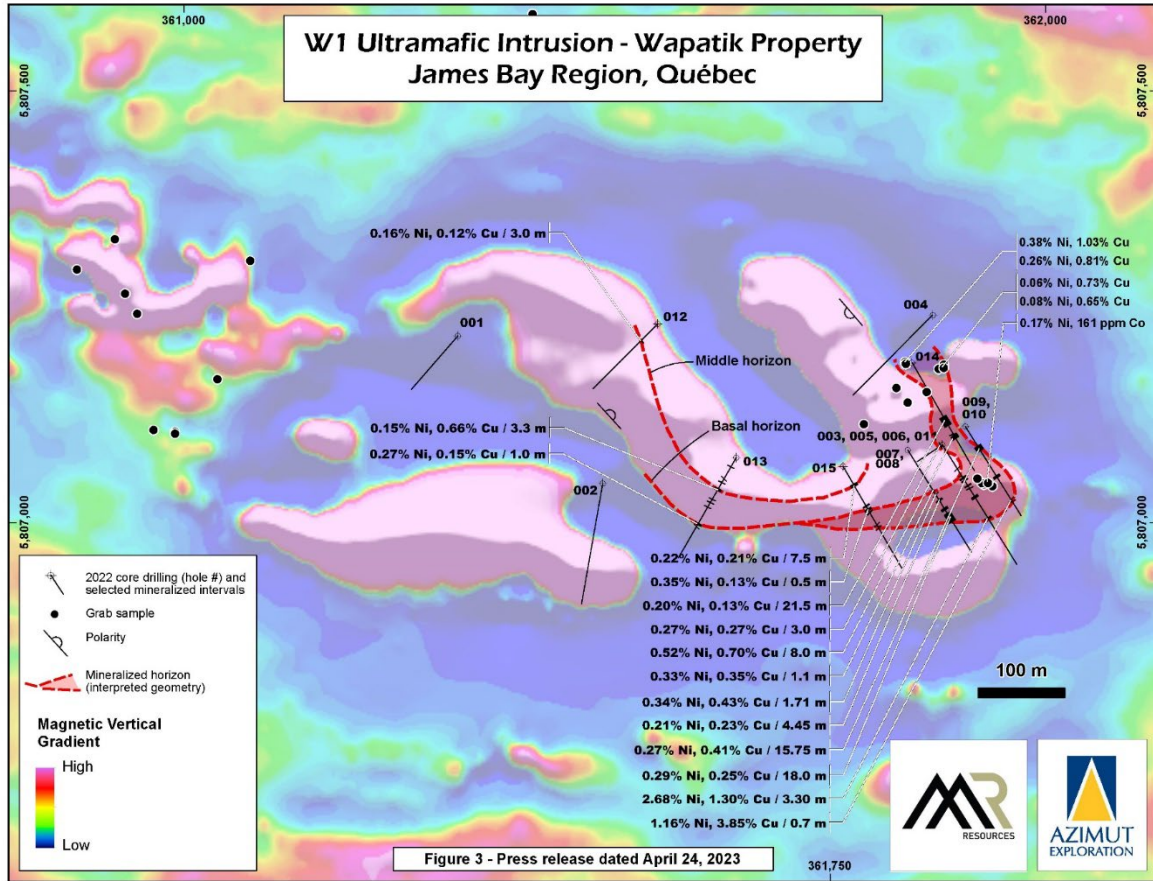 361,000
362,000
W1 Ultramafic Intrusion - Wapatik Property
James Bay Region, Québec
5,807,500
5,807,500
0.16% Ni, 0.12% Cu / 3.0 m
0.38% Ni, 1.03% Cu
0.26% Ni, 0.81% Cu
0.06% Ni, 0.73% Cu
0.08% Ni, 0.65% Cu
0.17% Ni, 161 ppm Co
001
012
004
Middle horizon
014
009,
010
Basal horizon
0.15% Ni, 0.66% Cu / 3.3 m
0.27% Ni, 0.15% Cu / 1.0 m
003, 005, 006, 01
007,
008
013
015
002
5,807,000
5,807,000
2022 core drilling (hole #) and
selected mineralized intervals
Grab sample
Polarity
Mineralized horizon
(interpreted geometry)
Magnetic Vertical
Gradient
High
Low
0.22% Ni, 0.21% Cu / 7.5 m
0.35% Ni, 0.13% Cu / 0.5 m
0.20% Ni, 0.13% Cu / 21.5 m
0.27% Ni, 0.27% Cu / 3.0 m
0.52% Ni, 0.70% Cu / 8.0 m
0.33% Ni, 0.35% Cu / 1.1 m
0.34% Ni, 0.43% Cu / 1.71 m
0.21% Ni, 0.23% Cu / 4.45 m
0.27% Ni, 0.41% Cu / 15.75 m
0.29% Ni, 0.25% Cu / 18.0 m
2.68% Ni, 1.30% Cu / 3.30 m
1.16% Ni, 3.85% Cu / 0.7 m
100 m
RESOURCES
AZIMUT
EXPLORATION
Figure 3 - Press release dated April 24, 2023
361,750